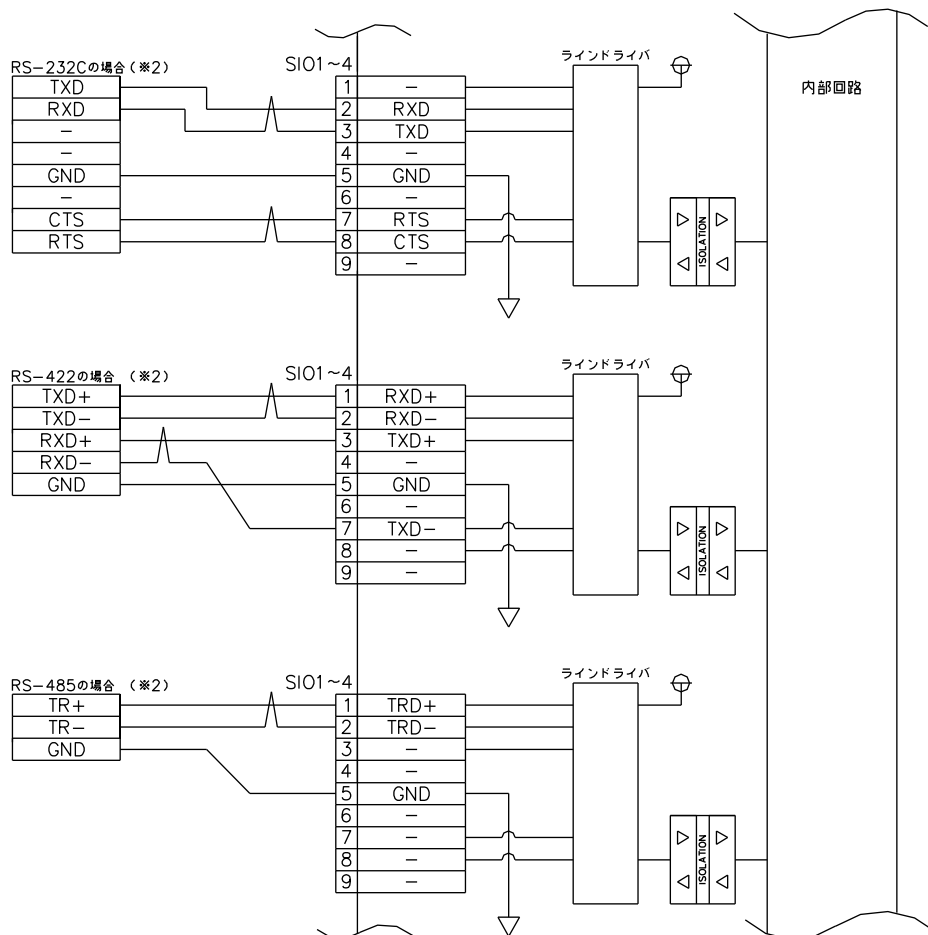 内部回路
RS-232Cの場合(※2)
SIO1~4
ラインドライバ
TXD
RXD
-
-
GND
-
CTS
RTS
1 -
2 RXD
3 TXD
4 -
5 GND
6 -
7 RTS
8 CTS
9 -
ISOLATION
RS-422の場合 (※2)
SIO1~4
ラインドライバ
TXD+
TXD-
RXD+
RXD-
GND
1 RXD+
2 RXD-
3 TXD+
4 -
5 GND
6 -
7 TXD-
8 -
9 -
ISOLATION
RS-485の場合 (※2)
SIO1~4
ラインドライバ
TR+
TR-
GND
1 TRD+
2 TRD-
3 -
4 -
5 GND
6 -
7 -
8 -
9 -
ISOLATION